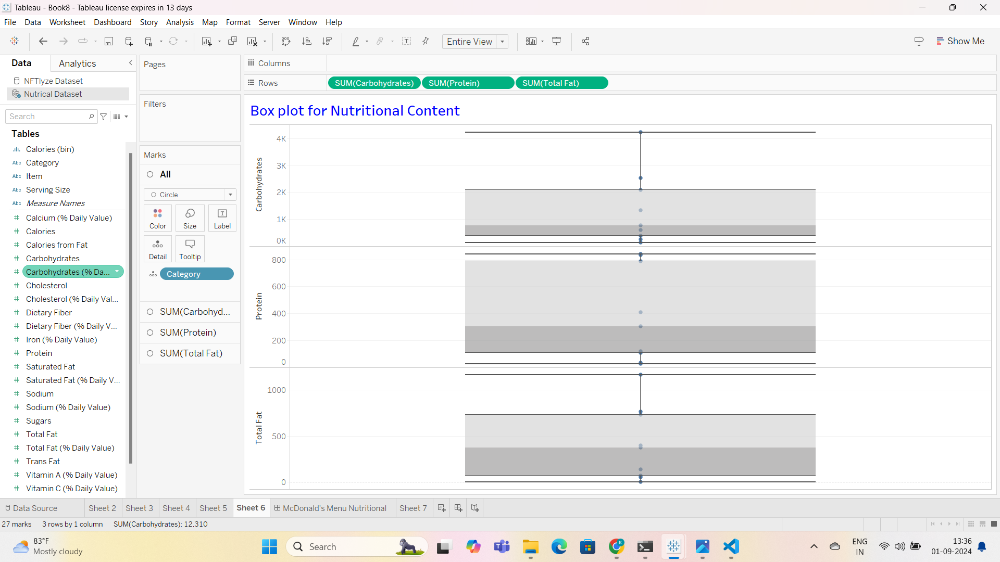 Tableau - Book8 - Tableau license expires in 13 days
File Data Worksheet Dashboard Story Analysis Map Format Server Window Help
Entire View
Show Me
Data
Analytics
NFTlyze Dataset
Nutrical Dataset
Search
Tables
Calories (bin)
Abc Category
Abc Item
Abc Serving Size
Abc Measure Names
Calcium (% Daily Value)
Calories
Calories from Fat
Carbohydrates
Carbohydrates (% Da...
Cholesterol
Cholesterol (% Daily Val...
Dietary Fiber
Dietary Fiber (% Daily V...
Iron (% Daily Value)
Protein
Saturated Fat
Saturated Fat (% Daily V...
Sodium
Sodium (% Daily Value)
Sugars
Total Fat
Total Fat (% Daily Value)
Trans Fat
Vitamin A (% Daily Value)
Vitamin C (% Daily Value)
Pages
Filters
Marks
All
Circle
Color
Size
Label
Detail
Tooltip
Category
SUM(Carbohyd...
SUM(Protein)
SUM(Total Fat)
Columns
Rows
SUM(Carbohydrates)
SUM(Protein)
SUM(Total Fat)
Box plot for Nutritional Content
Carbohydrates
4K
3K
2K
1K
0K
Protein
800
600
400
200
0
Total Fat
1000
500
0
Data Source
Sheet 2
Sheet 3
Sheet 4
Sheet 5
Sheet 6
McDonald's Menu Nutritional
Sheet 7
27 marks
3 rows by 1 column
SUM(Carbohydrates): 12,310
83°F
Mostly cloudy
Search
ENG
IN
13:36
01-09-2024